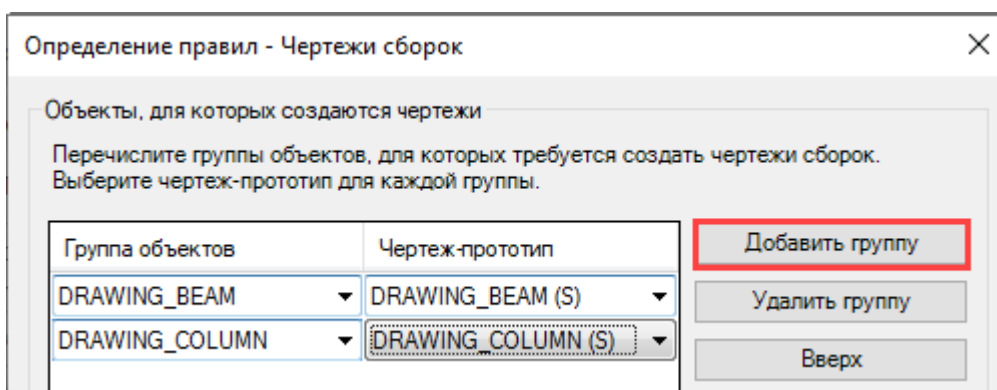 Определение правил - Чертежи сборок
Объекты, для которых создаются чертежи
Перечислите группы объектов, для которых требуется создать чертежи сборок.
Выберите чертеж-прототип для каждой группы.
Группа объектов Чертеж-прототип Добавить группу
DRAWING_BEAM DRAWING_BEAM (S) Удалить группу
DRAWING_COLUMN DRAWING_COLUMN (S) Вверх